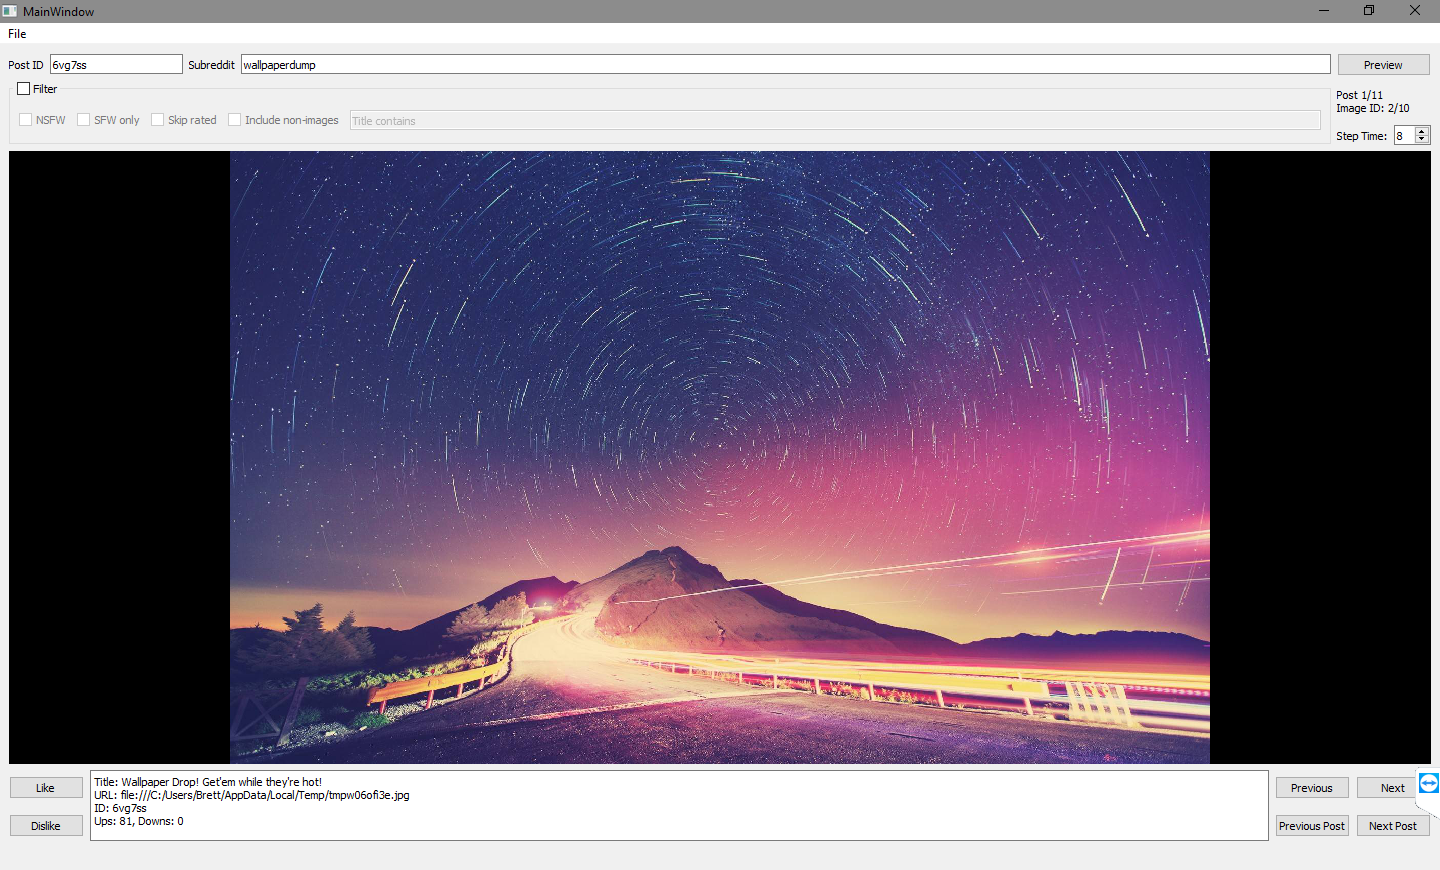 MainWindow
File
Post ID 6vg7ss Subreddit wallpaperdump Preview
Filter
NSFW SFW only Skip rated Include non-images Title contains
Post 1/11
Image ID: 2/10
Step Time: 8
Like
Dislike
Title: Wallpaper Drop! Get'em while they're hot!
URL: file:///C:/Users/Brett/AppData/Local/Temp/tmpw06ofi3e.jpg
ID: 6vg7ss
Ups: 81, Downs: 0
Previous Next
Previous Post Next Post